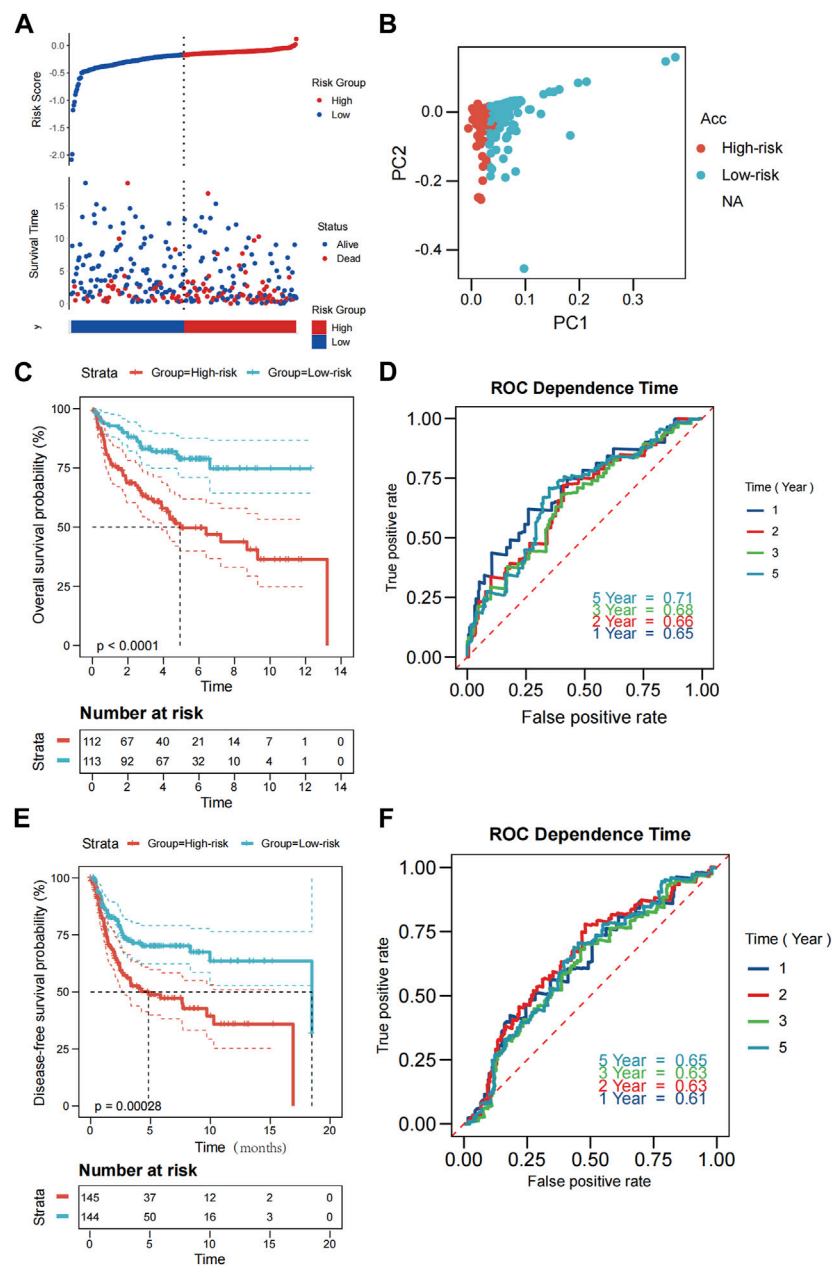 A
Risk Score
0.0
-0.5
-1.0
-1.5
-2.0
Risk Group
High
Low
Survival Time
15
10
5
0
Status
Alive
Dead
y
Risk Group
High
Low
B
PC2
0.0
-0.2
-0.4
0.0 0.1 0.2 0.3
PC1
Acc
High-risk
Low-risk
NA
C
Strata Group=High-risk Group=Low-risk
Overall survival probability (%)
100
75
50
25
0
p < 0.0001
0 2 4 6 8 10 12 14
Time
Number at risk
Strata
112 67 40 21 14 7 1 0
113 92 67 32 10 4 1 0
0 2 4 6 8 10 12 14
Time
D
ROC Dependence Time
True positive rate
1.00
0.75
0.50
0.25
0.00
5 Year = 0.71
3 Year = 0.68
2 Year = 0.66
1 Year = 0.65
0.00 0.25 0.50 0.75 1.00
False positive rate
Time ( Year )
1
2
3
5
E
Strata Group=High-risk Group=Low-risk
Disease-free survival probability (%)
100
75
50
25
0
p = 0.00028
0 5 10 15 20
Time (months)
Number at risk
Strata
145 37 12 2 0
144 50 16 3 0
0 5 10 15 20
Time
F
ROC Dependence Time
True positive rate
1.00
0.75
0.50
0.25
0.00
5 Year = 0.65
3 Year = 0.63
2 Year = 0.63
1 Year = 0.61
0.00 0.25 0.50 0.75 1.00
False positive rate
Time ( Year )
1
2
3
5